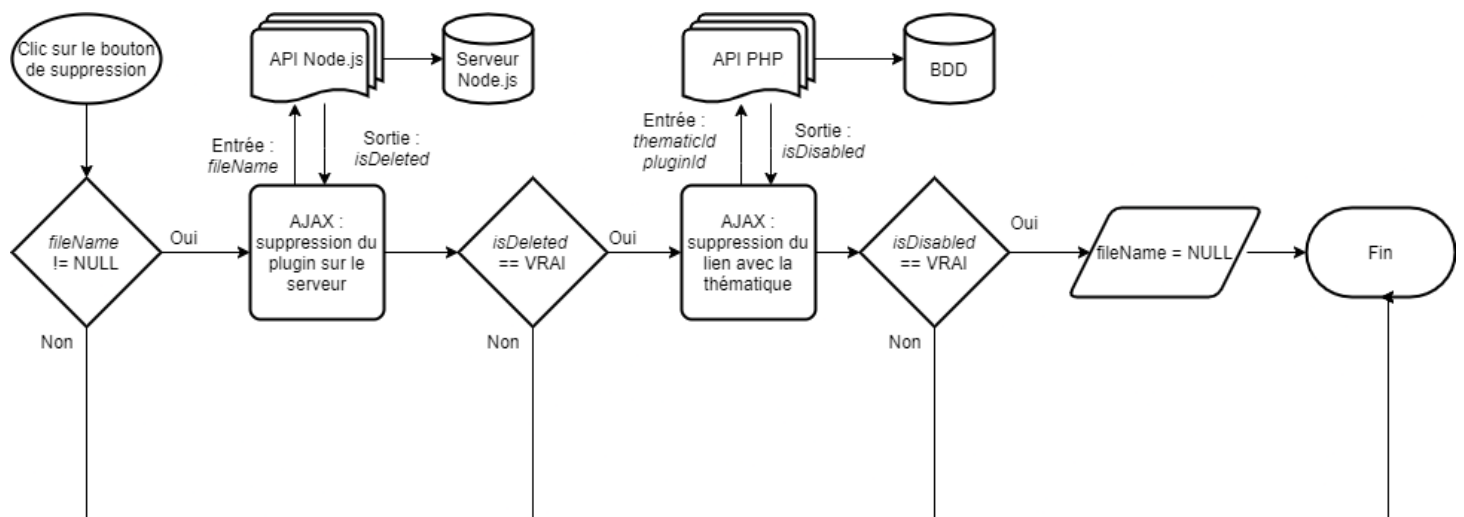 Clic sur le bouton
de suppression
API Node.js
Serveur
Node.js
API PHP
BDD
Entrée :
fileName
Sortie :
isDeleted
Entrée :
thematicId
pluginId
Sortie :
isDisabled
fileName
!= NULL
Oui
AJAX :
suppression du
plugin sur le
serveur
isDeleted
== VRAI
Oui
AJAX :
suppression du
lien avec la
thématique
isDisabled
== VRAI
Oui
fileName = NULL
Fin
Non
Non
Non